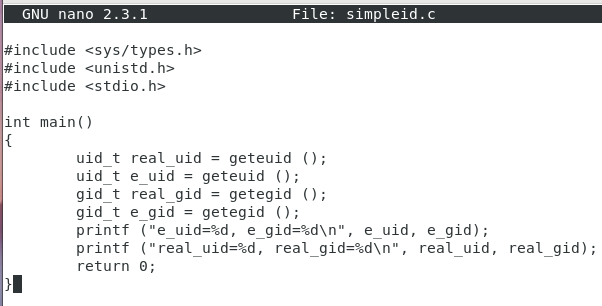 GNU nano 2.3.1 File: simpleid.c
#include <sys/types.h>
#include <unistd.h>
#include <stdio.h>
int main()
{
uid_t real_uid = geteuid ();
uid_t e_uid = geteuid ();
gid_t real_gid = getegid ();
gid_t e_gid = getegid ();
printf ("e_uid=%d, e_gid=%d\n", e_uid, e_gid);
printf ("real_uid=%d, real_gid=%d\n", real_uid, real_gid);
return 0;
}